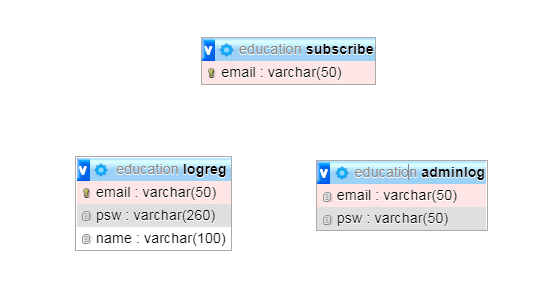 v education subscribe
email : varchar(50)
v education logreg
email : varchar(50)
psw : varchar(260)
name : varchar(100)
v education adminlog
email : varchar(50)
psw : varchar(50)